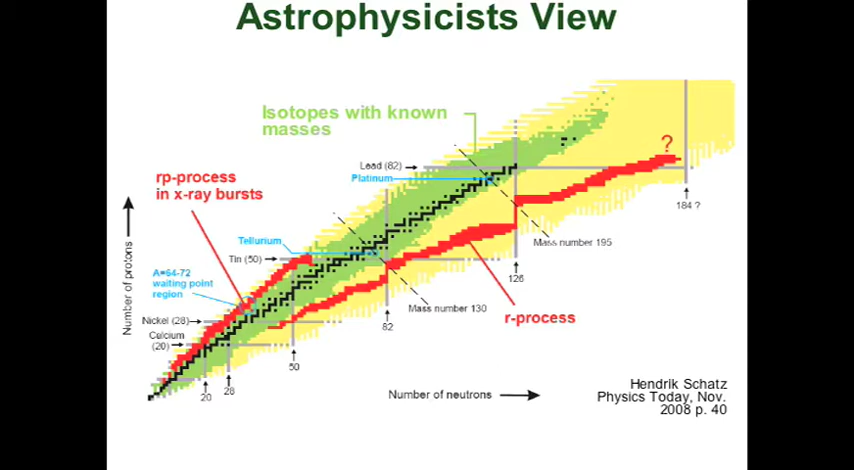 Astrophysicists View
Isotopes with known
masses
?
Lead (82)
Platinum
rp-process
in x-ray bursts
184 ?
Mass number 195
Tellurium
Tin (50)
A=64-72
waiting point
region
126
Mass number 130
r-process
Nickel (28)
82
Calcium
(20)
50
28
20
Number of protons
Number of neutrons
Hendrik Schatz
Physics Today, Nov.
2008 p. 40